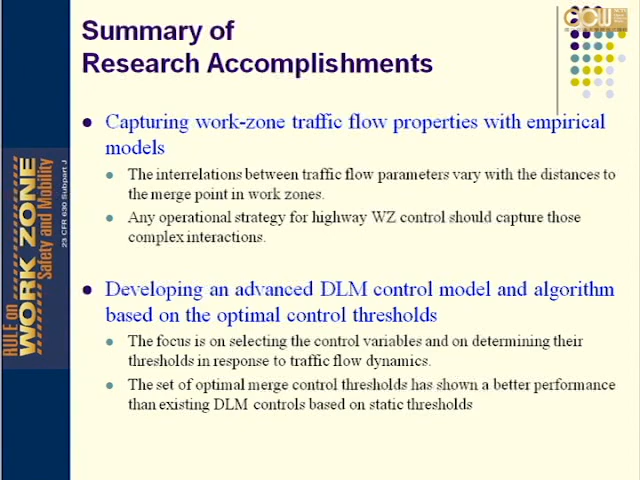 Summary of
Research Accomplishments
Capturing work-zone traffic flow properties with empirical
models
The interrelations between traffic flow parameters vary with the distances to
the merge point in work zones.
Any operational strategy for highway WZ control should capture those
complex interactions.
Developing an advanced DLM control model and algorithm
based on the optimal control thresholds
The focus is on selecting the control variables and on determining their
thresholds in response to traffic flow dynamics.
The set of optimal merge control thresholds has shown a better performance
than existing DLM controls based on static thresholds
RULE on
WORK ZONE
Safety and Mobility
23 CFR 630 Subpart J